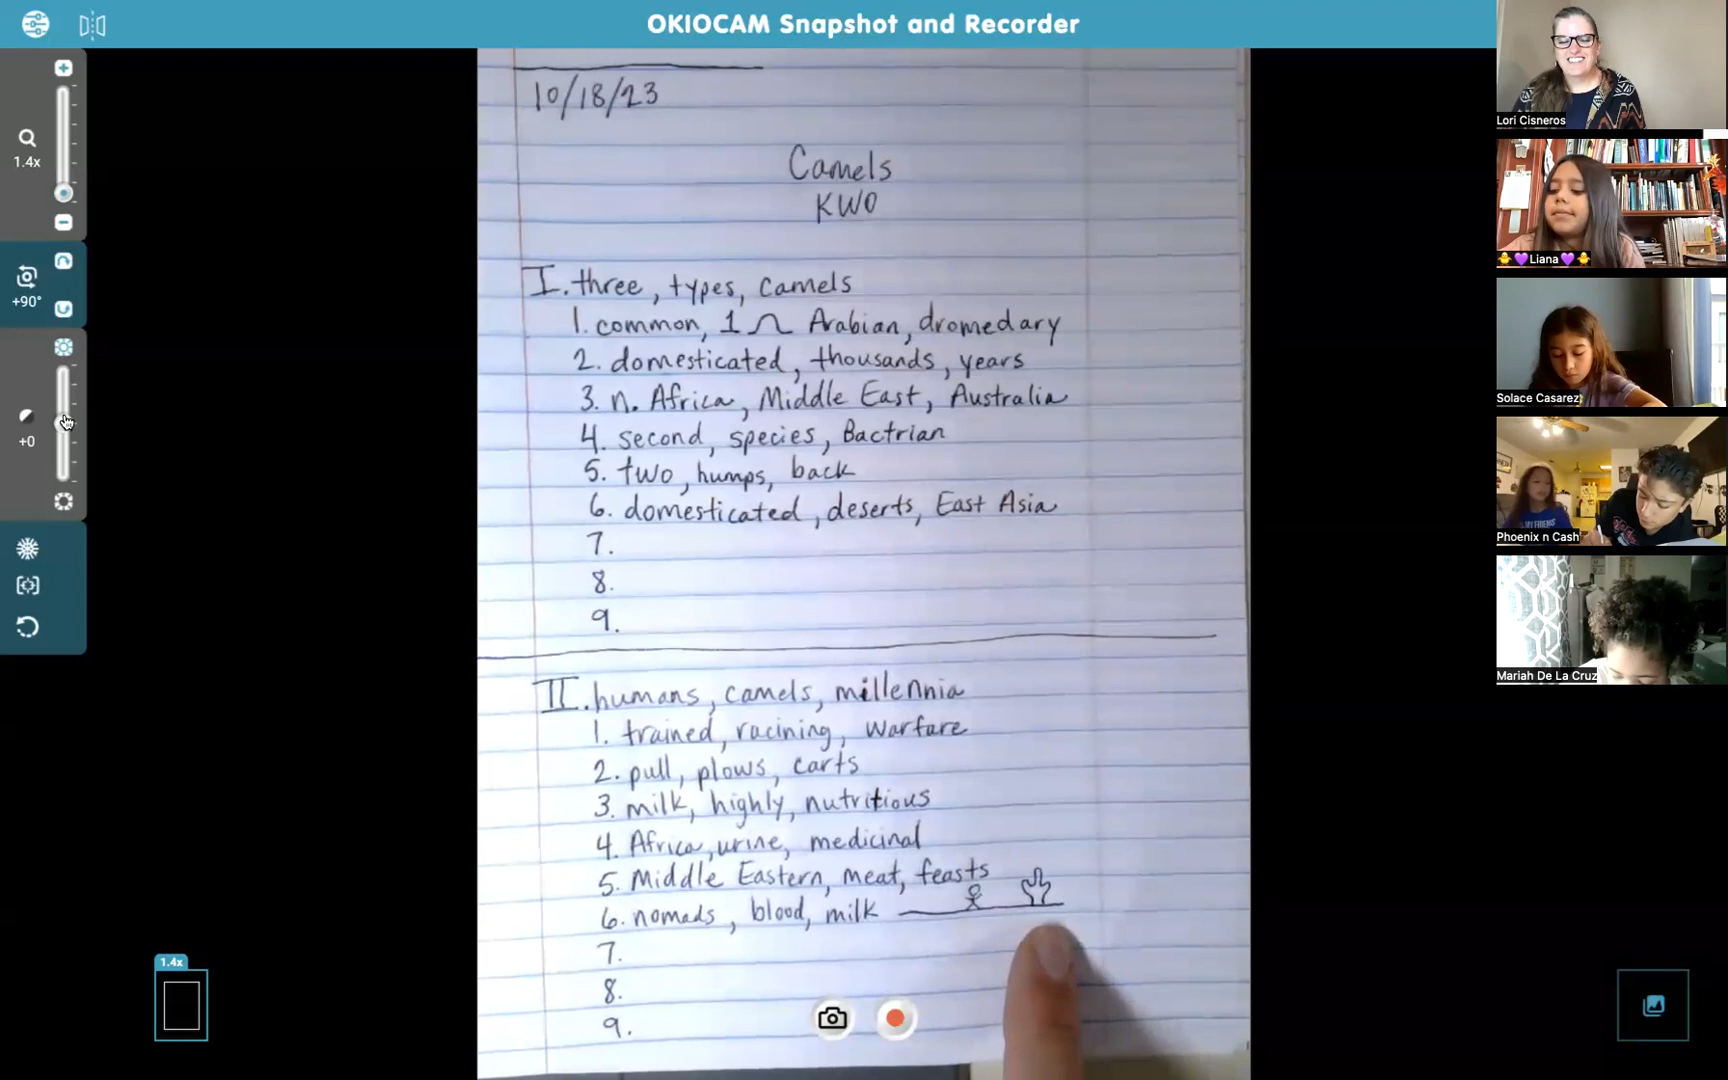 OKIOCAM Snapshot and Recorder
1.4x
+90°
+0
1.4x
10/18/23
Camels
KWO
I. three, types, camels
1. common, 1 Arabian, dromedary
2. domesticated, thousands, years
3. n. Africa, Middle East, Australia
4. second, species, Bactrian
5. two, humps, back
6. domesticated, deserts, East Asia
7.
8.
9.
II. humans, camels, millennia
1. trained, racining, warfare
2. pull, plows, carts
3. milk, highly, nutritious
4. Africa, urine, medicinal
5. Middle Eastern, meat, feasts
6. nomads, blood, milk
7.
8.
9.
Lori Cisneros
🐥💜Liana💜🐥
Solace Casarez
MY FRIENDS
Phoenix n Cash
Mariah De La Cruz